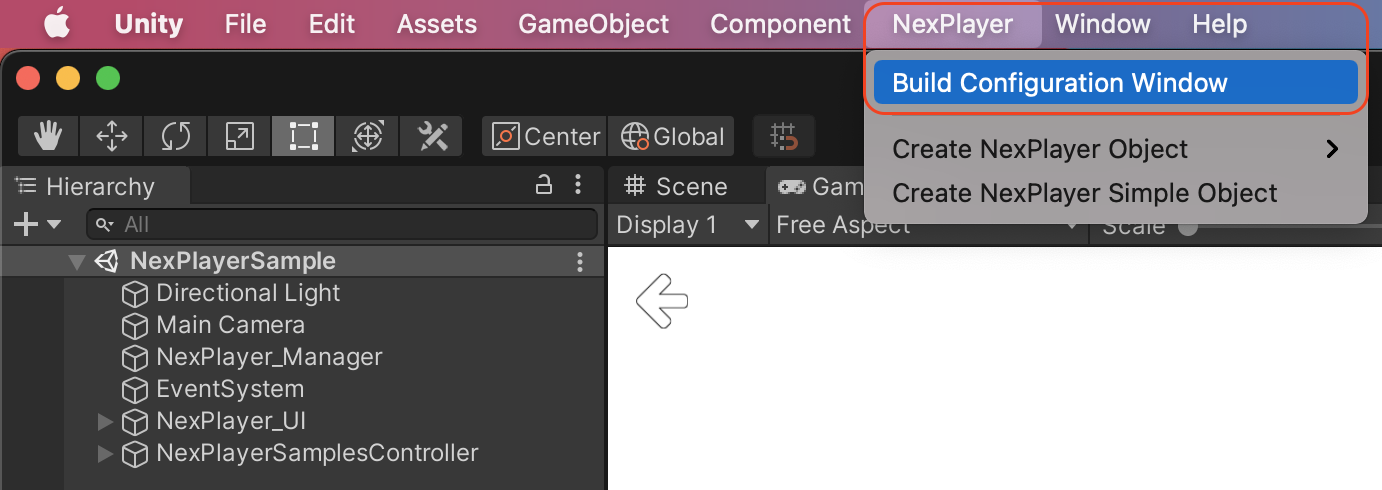 Unity File Edit Assets GameObject Component NexPlayer Window Help
Build Configuration Window
Create NexPlayer Object
Create NexPlayer Simple Object
Center Global
Hierarchy
All
NexPlayerSample
Directional Light
Main Camera
NexPlayer_Manager
EventSystem
NexPlayer_UI
NexPlayerSamplesController
Scene Gam
Display 1 Free Aspect Scale